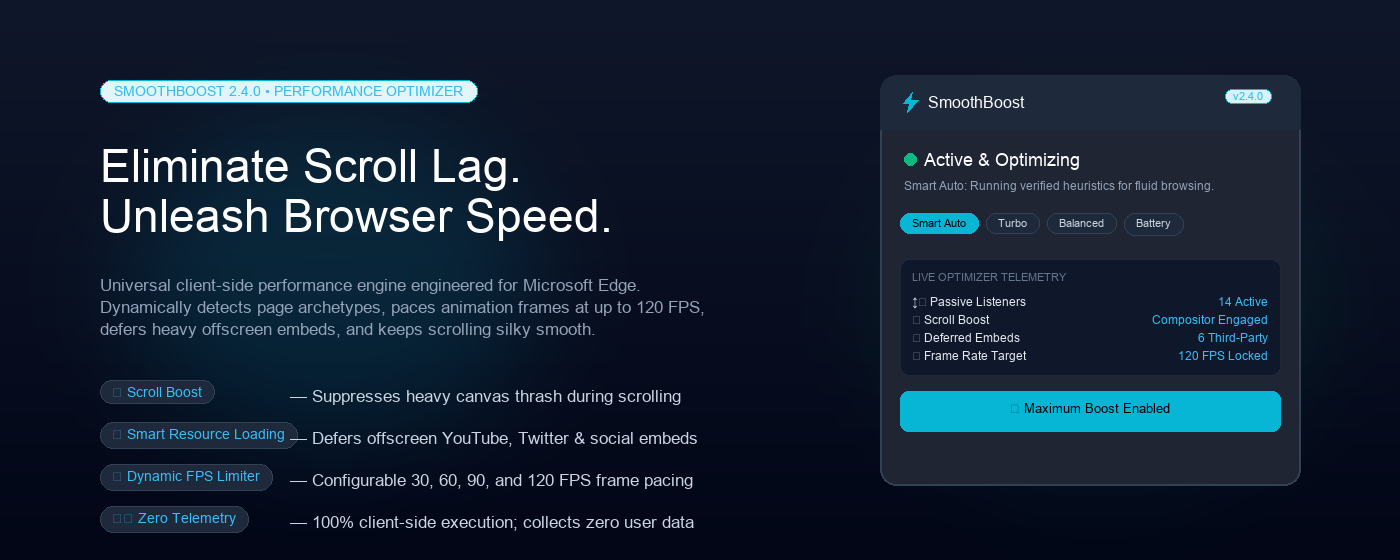 SMOOTHBOOST 2.4.0 • PERFORMANCE OPTIMIZER
Eliminate Scroll Lag.
Unleash Browser Speed.
Universal client-side performance engine engineered for Microsoft Edge.
Dynamically detects page archetypes, paces animation frames at up to 120 FPS,
defers heavy offscreen embeds, and keeps scrolling silky smooth.
Scroll Boost — Suppresses heavy canvas thrash during scrolling
Smart Resource Loading — Defers offscreen YouTube, Twitter & social embeds
Dynamic FPS Limiter — Configurable 30, 60, 90, and 120 FPS frame pacing
Zero Telemetry — 100% client-side execution; collects zero user data
SmoothBoost v2.4.0
Active & Optimizing
Smart Auto: Running verified heuristics for fluid browsing.
Smart Auto Turbo Balanced Battery
LIVE OPTIMIZER TELEMETRY
↕ Passive Listeners 14 Active
Scroll Boost Compositor Engaged
Deferred Embeds 6 Third-Party
Frame Rate Target 120 FPS Locked
Maximum Boost Enabled